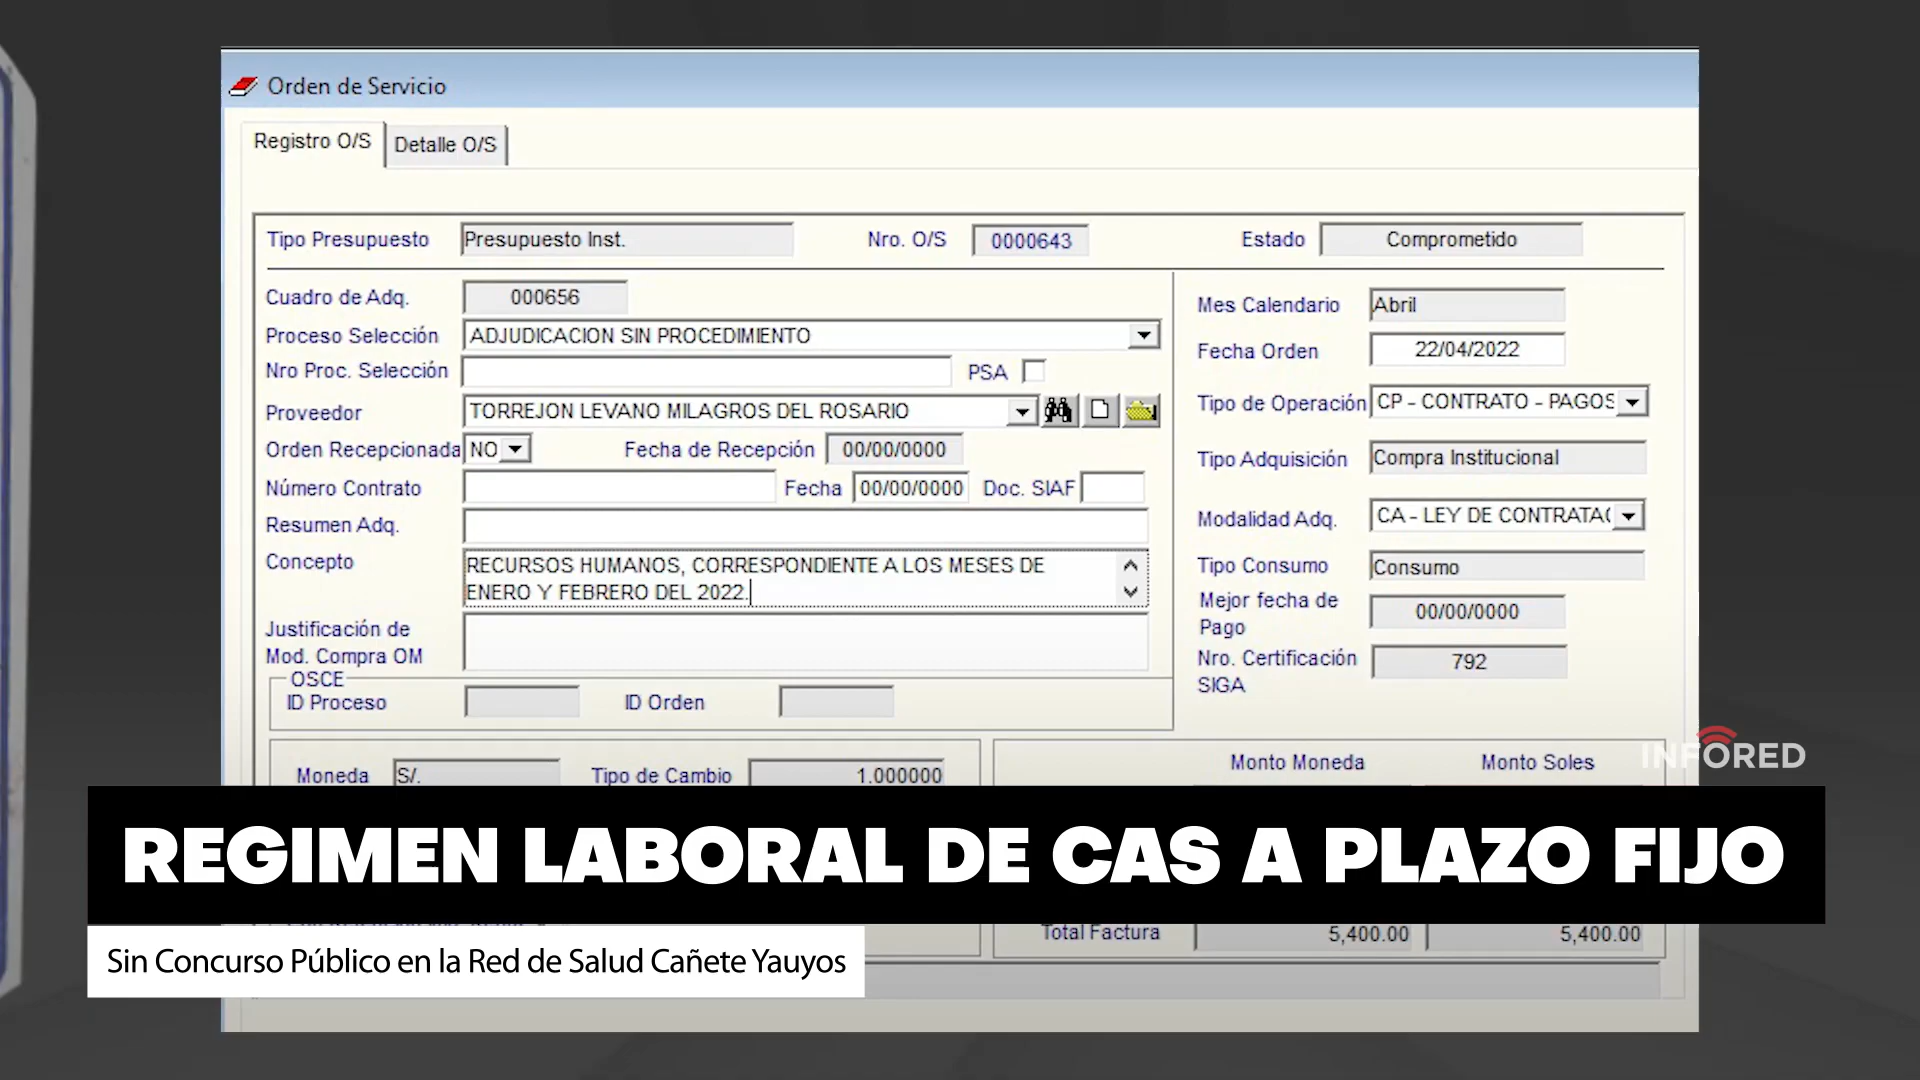 Orden de Servicio
Registro O/S
Detalle O/S
Tipo Presupuesto Presupuesto Inst. Nro. O/S 0000643 Estado Comprometido
Cuadro de Adq. 000656
Proceso Selección ADJUDICACION SIN PROCEDIMIENTO
Nro Proc. Selección PSA
Proveedor TORREJON LEVANO MILAGROS DEL ROSARIO
Orden Recepcionada NO Fecha de Recepción 00/00/0000
Número Contrato Fecha 00/00/0000 Doc. SIAF
Resumen Adq.
Concepto RECURSOS HUMANOS, CORRESPONDIENTE A LOS MESES DE
ENERO Y FEBRERO DEL 2022.
Justificación de
Mod. Compra OM
OSCE
ID Proceso ID Orden
Mes Calendario Abril
Fecha Orden 22/04/2022
Tipo de Operación CP - CONTRATO - PAGOS
Tipo Adquisición Compra Institucional
Modalidad Adq. CA - LEY DE CONTRATA
Tipo Consumo Consumo
Mejor fecha de
Pago 00/00/0000
Nro. Certificación
SIGA 792
Moneda S/. Tipo de Cambio 1.000000
Monto Moneda Monto Soles
INFORED
REGIMEN LABORAL DE CAS A PLAZO FIJO
Total Factura 5,400.00 5,400.00
Sin Concurso Público en la Red de Salud Cañete Yauyos